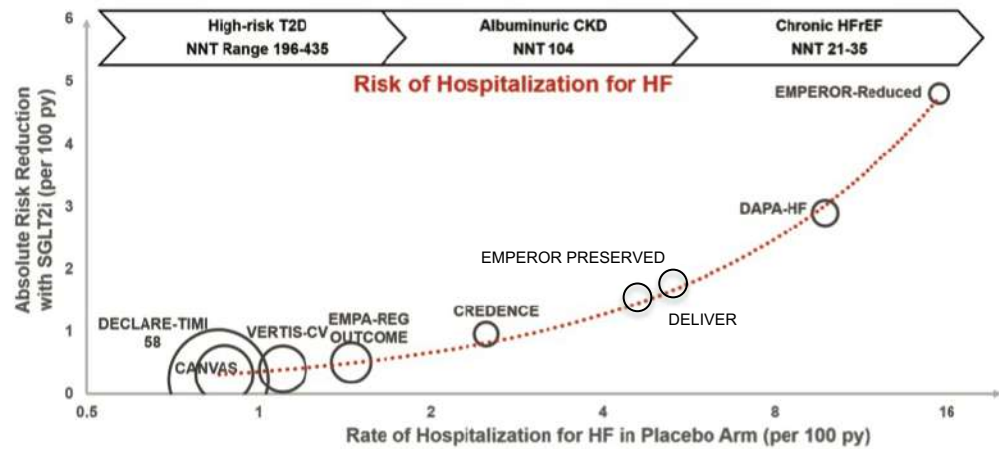 High-risk T2D
NNT Range 196-435
Albuminuric CKD
NNT 104
Chronic HFrEF
NNT 21-35
Risk of Hospitalization for HF
Absolute Risk Reduction
with SGLT2i (per 100 py)
6
5
4
3
2
1
0
EMPEROR-Reduced
DAPA-HF
EMPEROR PRESERVED
DELIVER
CREDENCE
EMPA-REG
OUTCOME
VERTIS-CV
DECLARE-TIMI
58
CANVAS
0.5
1
2
4
8
16
Rate of Hospitalization for HF in Placebo Arm (per 100 py)